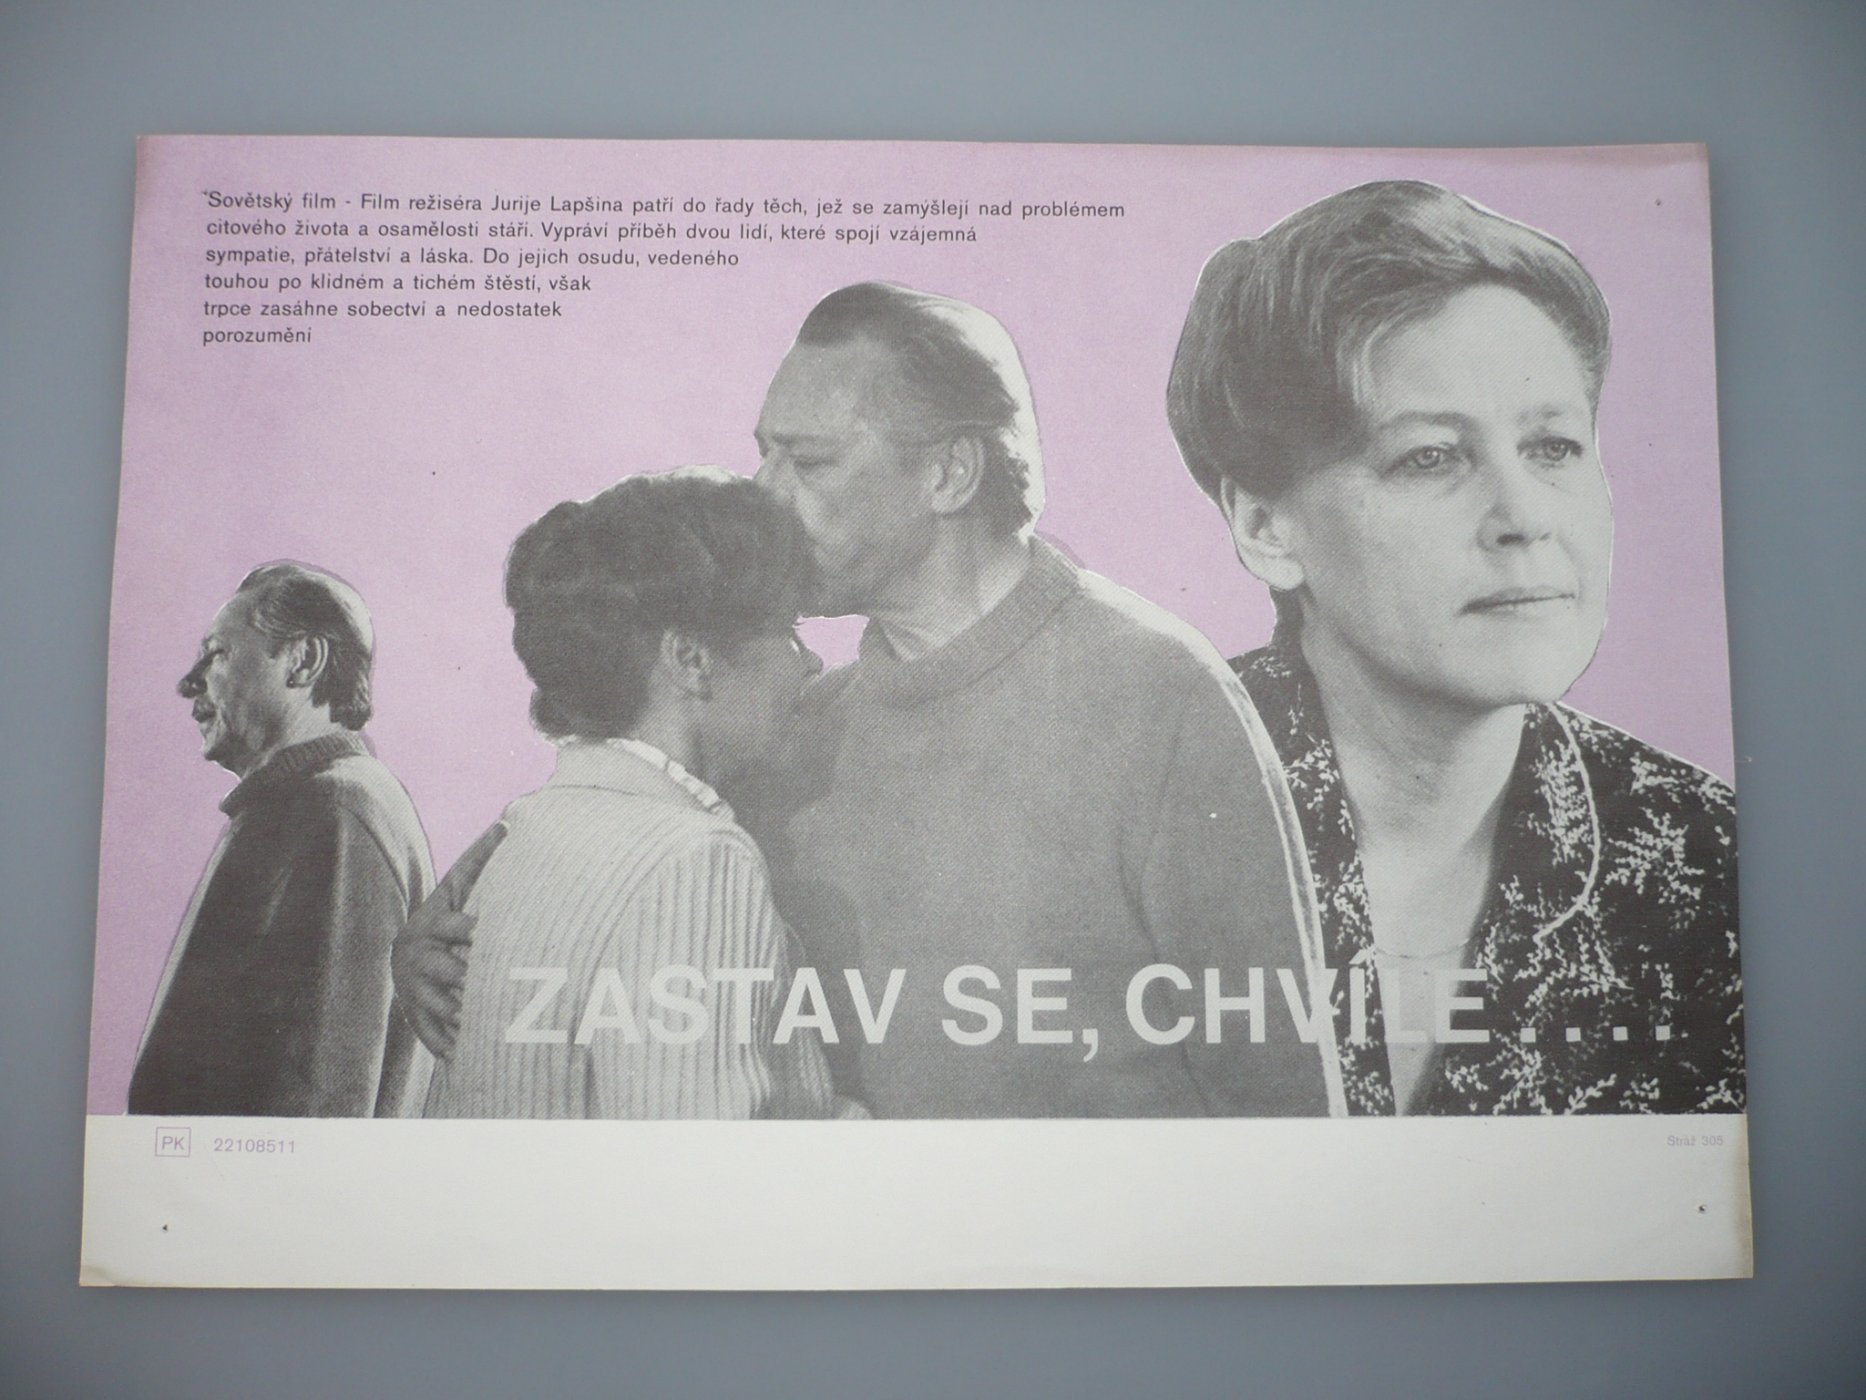 Sovětský film - Film režiséra Jurije Lapšina patří do řady těch, jež se zamýšlejí nad problémem
citového života a osamělosti stáří. Vypráví příběh dvou lidí, které spojí vzájemná
sympatie, přátelství a láska. Do jejich osudu, vedeného
touhou po klidném a tichém štěstí, však
trpce zasáhne sobectví a nedostatek
porozumění
ZASTAV SE, CHVÍLE....
PK 22108511
Stráž 305